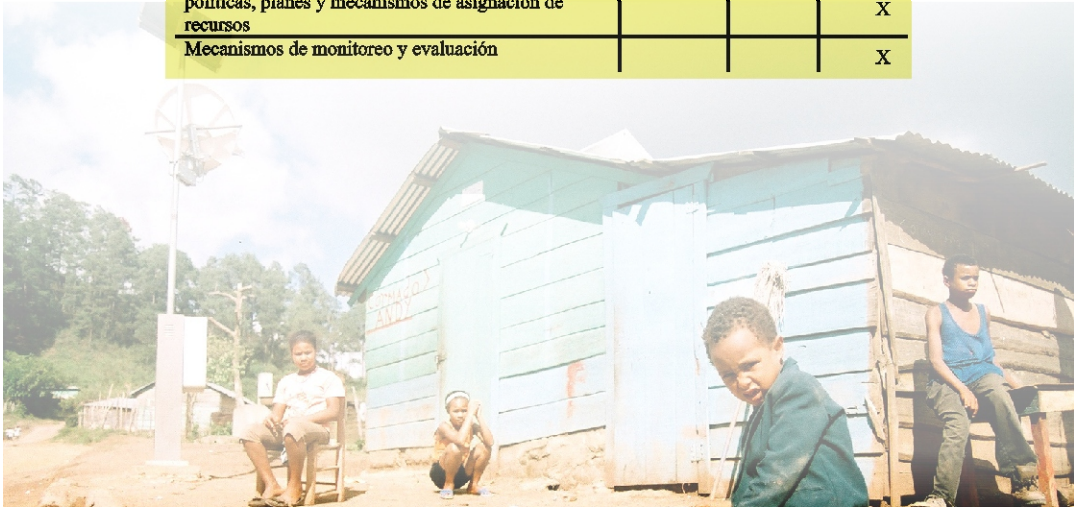 políticas, planes y mecanismos de asignación de
recursos
X
Mecanismos de monitoreo y evaluación
X
F